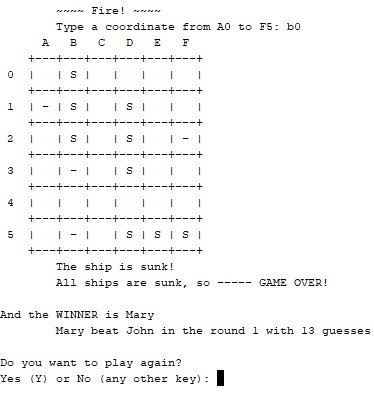 ~~~~ Fire! ~~~~
Type a coordinate from A0 to F5: b0
    A   B   C   D   E   F
  +---+---+---+---+---+---+
0 |   | S |   |   |   |   |
  +---+---+---+---+---+---+
1 | - | S |   | S |   |   |
  +---+---+---+---+---+---+
2 |   | S |   | S |   | - |
  +---+---+---+---+---+---+
3 |   | - |   | S |   |   |
  +---+---+---+---+---+---+
4 |   |   |   |   |   |   |
  +---+---+---+---+---+---+
5 |   | - |   | S | S | S |
  +---+---+---+---+---+---+
The ship is sunk!
All ships are sunk, so ----- GAME OVER!
And the WINNER is Mary
Mary beat John in the round 1 with 13 guesses
Do you want to play again?
Yes (Y) or No (any other key):